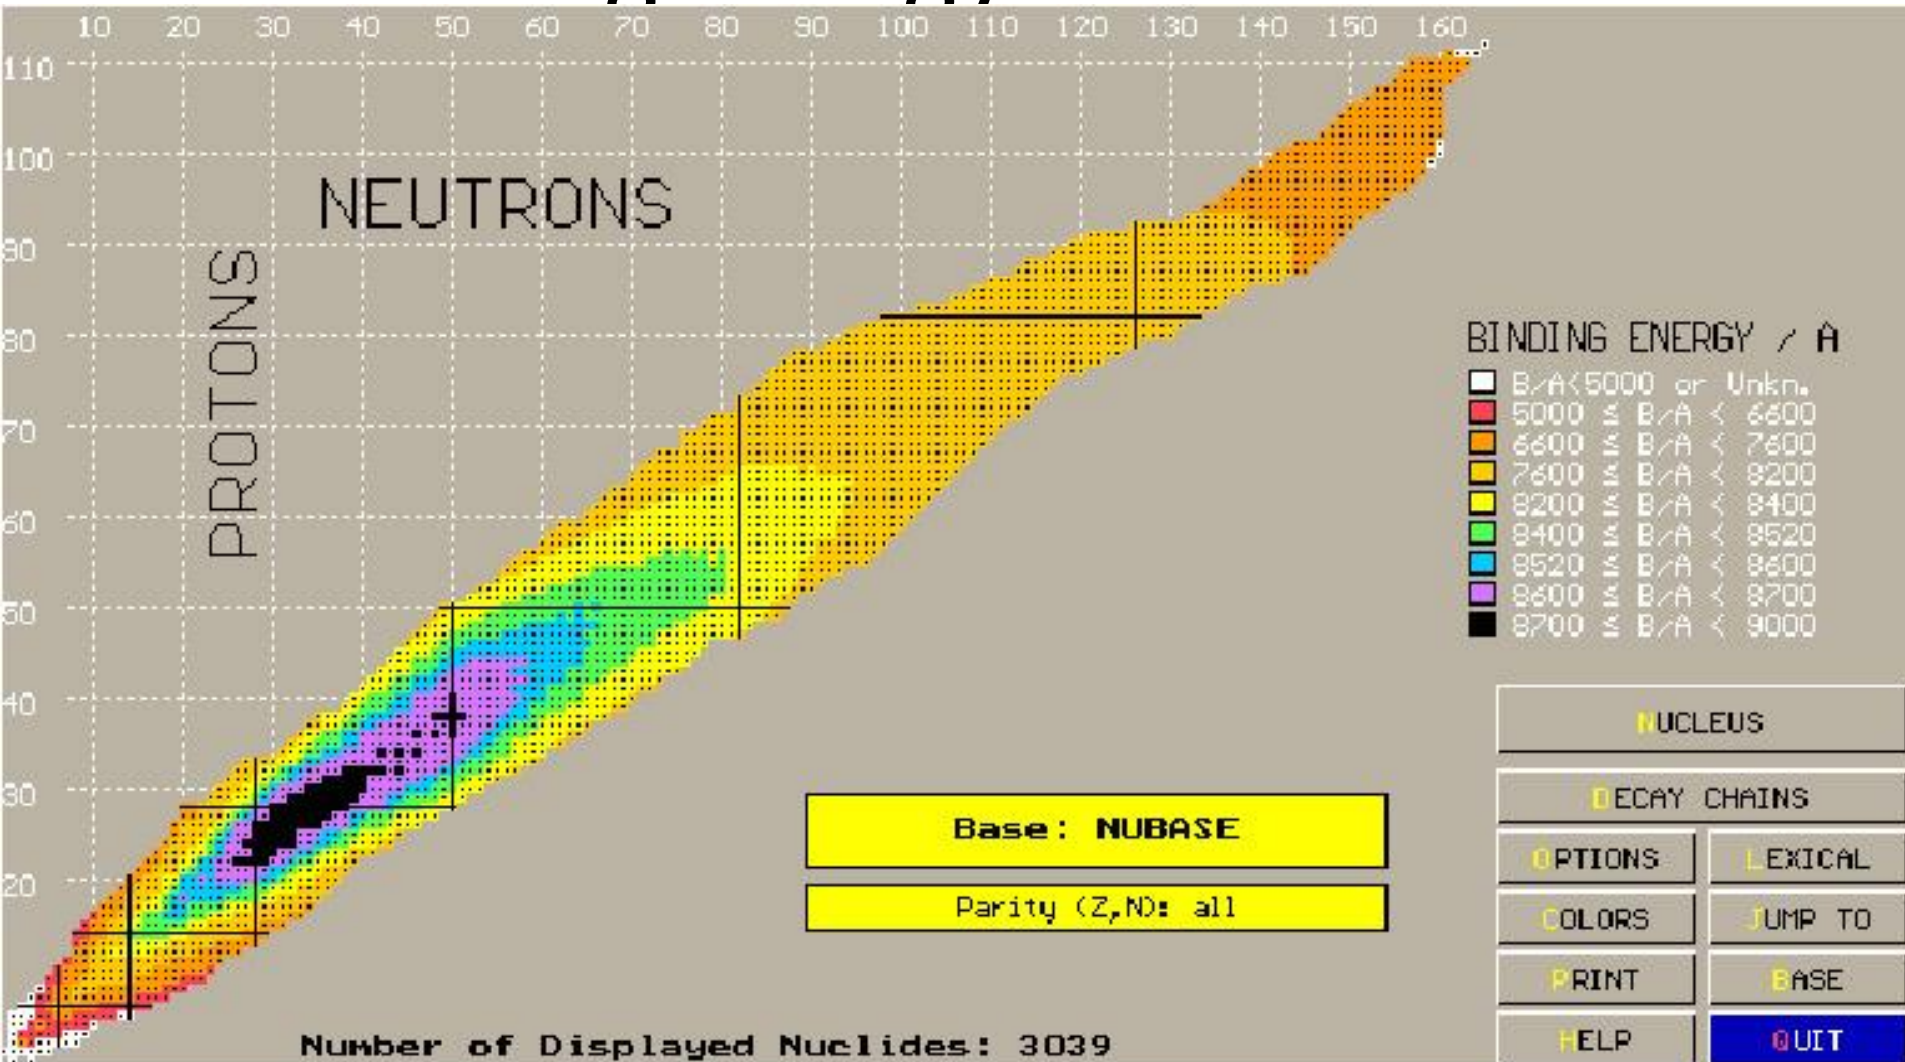 10 20 30 40 50 60 70 80 90 100 110 120 130 140 150 160
110
100
NEUTRONS
90
PROTONS
80
BINDING ENERGY / A
B/A<5000 or Unkn.
5000 ≤ B/A < 6600
70
6600 ≤ B/A < 7600
7600 ≤ B/A < 8200
8200 ≤ B/A < 8400
60
8400 ≤ B/A < 8520
8520 ≤ B/A < 8600
8600 ≤ B/A < 8700
50
8700 ≤ B/A < 9000
40
NUCLEUS
30
DECAY CHAINS
Base: NUBASE
OPTIONS LEXICAL
20
Parity (Z,N): all
COLORS JUMP TO
PRINT BASE
HELP QUIT
Number of Displayed Nuclides: 3039